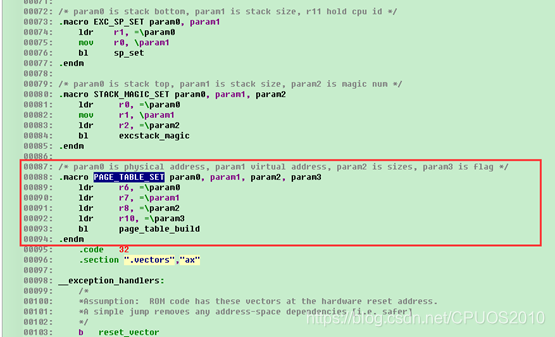 00072: /* param0 is stack bottom, param1 is stack size, r11 hold cpu id */
00073: .macro EXC_SP_SET param0, param1
00074: ldr r1, =\param0
00075: mov r0, \param1
00076: bl sp_set
00077: .endm
00078:
00079: /* param0 is stack top, param1 is stack size, param2 is magic num */
00080: .macro STACK_MAGIC_SET param0, param1, param2
00081: ldr r0, =\param0
00082: mov r1, \param1
00083: ldr r2, =\param2
00084: bl excstack_magic
00085: .endm
00086:
00087: /* param0 is physical address, param1 virtual address, param2 is sizes, param3 is flag */
00088: .macro PAGE_TABLE_SET param0, param1, param2, param3
00089: ldr r6, =\param0
00090: ldr r7, =\param1
00091: ldr r8, =\param2
00092: ldr r10, =\param3
00093: bl page_table_build
00094: .endm
00095: .code 32
00096: .section ".vectors","ax"
00097:
00098: __exception_handlers:
00099: /*
00100: *Assumption: ROM code has these vectors at the hardware reset address.
00101: *A simple jump removes any address-space dependencies [i.e. safer]
00102: */
00103: b reset_vector
https://blog.csdn.net/CPUOS2010